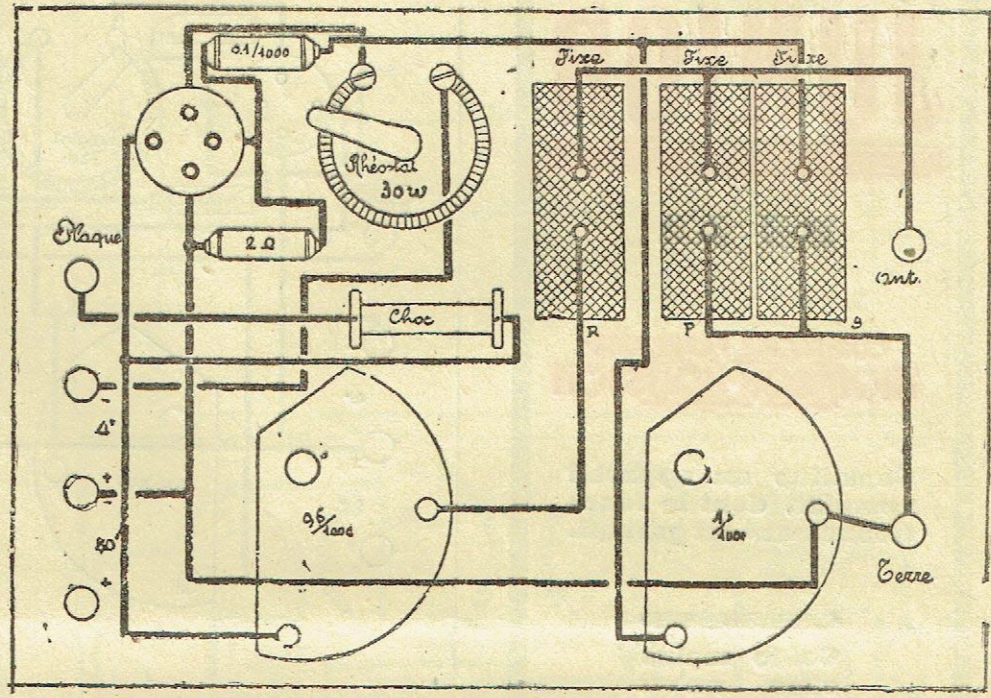 0.1/1000
Fixe
Fixe
Fixe
Rhéostat
30 w
Plaque
2 Ω
Ant.
Choc
R
P
S
-
4v
+
-
80v
+
0,5/1000
1/1000
Terre